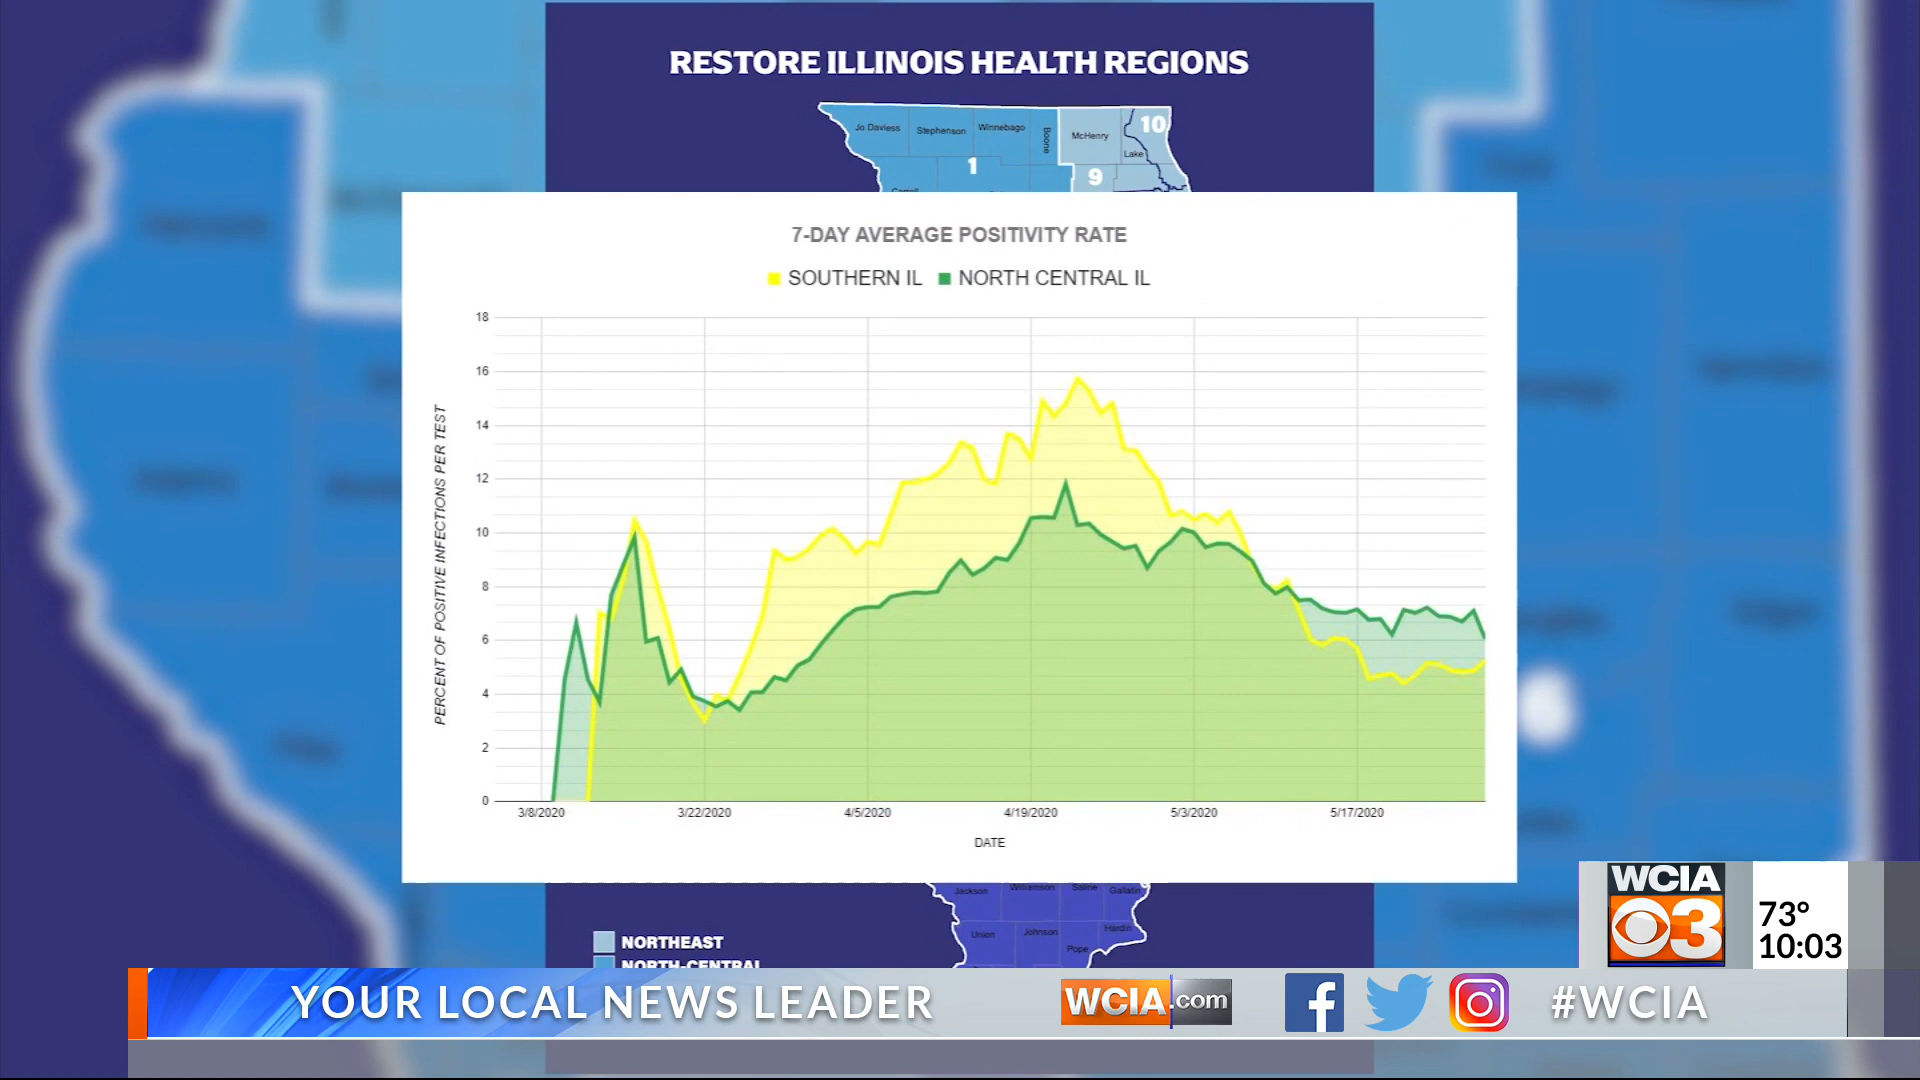 RESTORE ILLINOIS HEALTH REGIONS
Jo Daviess
Stephenson
Winnebago
Boone
McHenry
10
Lake
1
9
7-DAY AVERAGE POSITIVITY RATE
SOUTHERN IL
NORTH CENTRAL IL
PERCENT OF POSITIVE INFECTIONS PER TEST
18
16
14
12
10
8
6
4
2
0
3/8/2020
3/22/2020
4/5/2020
4/19/2020
5/3/2020
5/17/2020
DATE
Jackson
Williamson
Saline
Gallatin
Union
Johnson
Pope
Hardin
NORTHEAST
NORTH-CENTRAL
WCIA
3
73°
10:03
YOUR LOCAL NEWS LEADER
WCIA.com
#WCIA